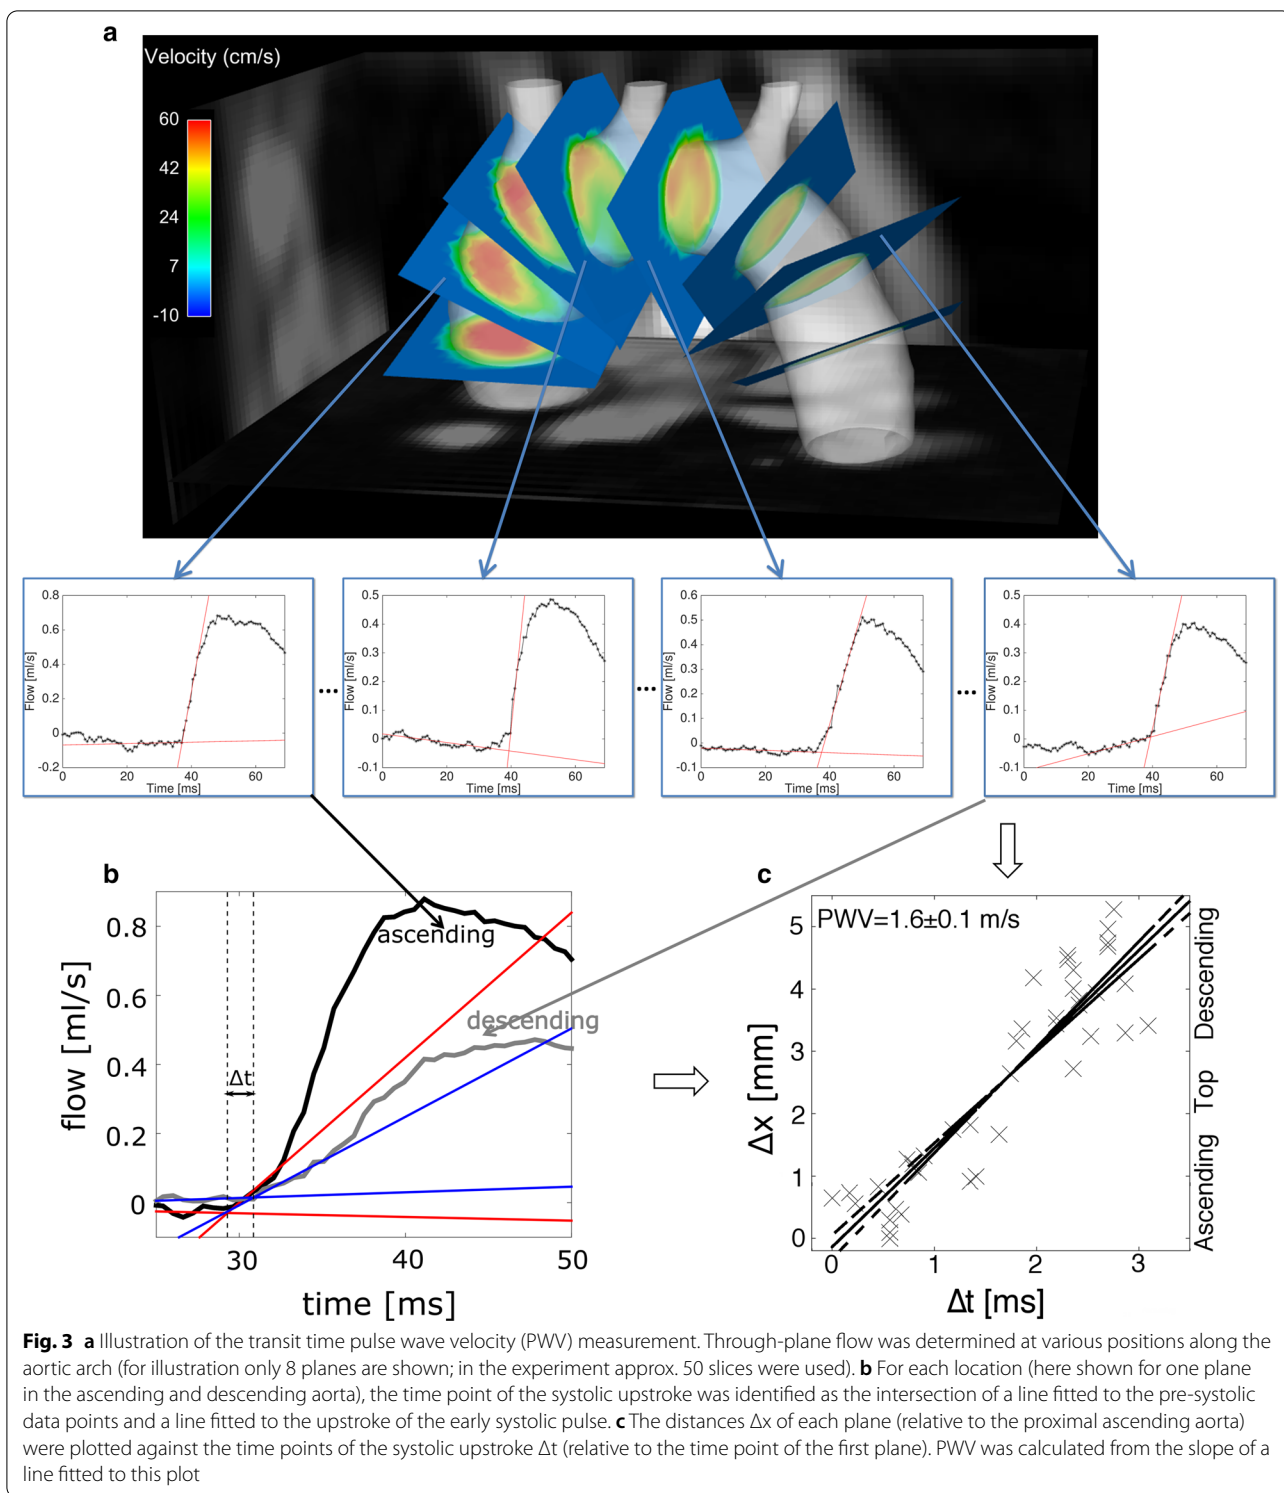 a
Velocity (cm/s)
60
42
24
7
-10
0.8
0.6
0.4
0.2
0
-0.2
Flow [ml/s]
0 20 40 60
Time [ms]
...
0.5
0.4
0.3
0.2
0.1
0
-0.1
Flow [ml/s]
0 20 40 60
Time [ms]
...
0.6
0.5
0.4
0.3
0.2
0.1
0
-0.1
Flow [ml/s]
0 20 40 60
Time [ms]
...
0.5
0.4
0.3
0.2
0.1
0
-0.1
Flow [ml/s]
0 20 40 60
Time [ms]
b
0.8
0.6
0.4
0.2
0
flow [ml/s]
ascending
descending
Δt
30 40 50
time [ms]
c
PWV=1.6±0.1 m/s
5
4
3
2
1
0
Δx [mm]
0 1 2 3
Δt [ms]
Ascending Top Descending
Fig. 3 a Illustration of the transit time pulse wave velocity (PWV) measurement. Through-plane flow was determined at various positions along the
aortic arch (for illustration only 8 planes are shown; in the experiment approx. 50 slices were used). b For each location (here shown for one plane
in the ascending and descending aorta), the time point of the systolic upstroke was identified as the intersection of a line fitted to the pre-systolic
data points and a line fitted to the upstroke of the early systolic pulse. c The distances Δx of each plane (relative to the proximal ascending aorta)
were plotted against the time points of the systolic upstroke Δt (relative to the time point of the first plane). PWV was calculated from the slope of a
line fitted to this plot